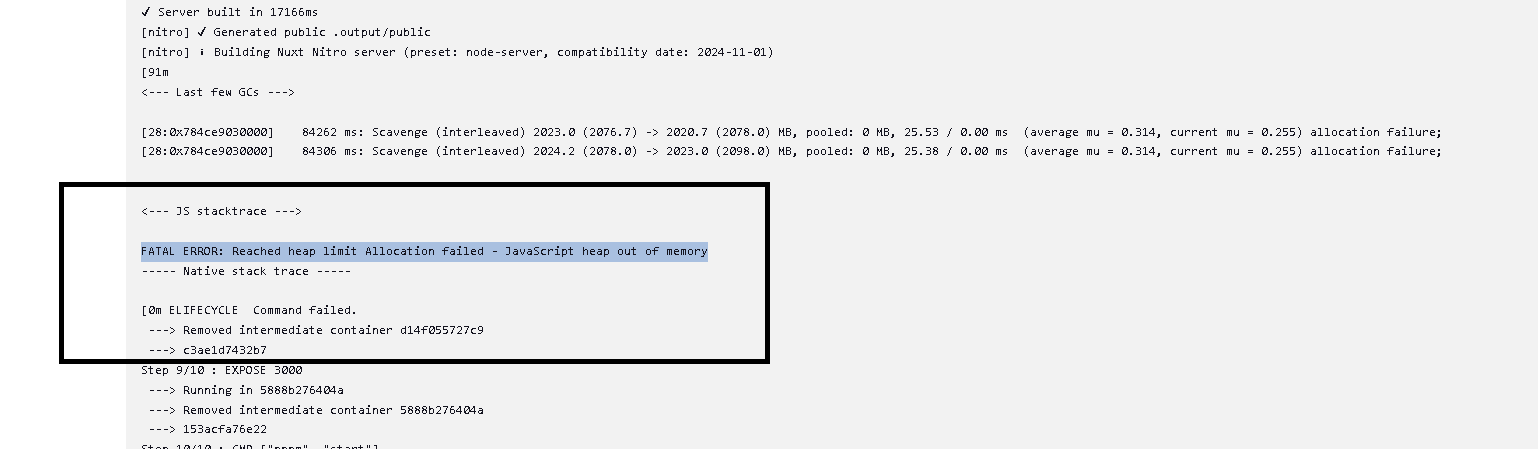 ✔ Server built in 17166ms
[nitro] ✔ Generated public .output/public
[nitro] ℹ Building Nuxt Nitro server (preset: node-server, compatibility date: 2024-11-01)
[91m
<--- Last few GCs --->
[28:0x784ce9030000]    84262 ms: Scavenge (interleaved) 2023.0 (2076.7) -> 2020.7 (2078.0) MB, pooled: 0 MB, 25.53 / 0.00 ms  (average mu = 0.314, current mu = 0.255) allocation failure;
[28:0x784ce9030000]    84306 ms: Scavenge (interleaved) 2024.2 (2078.0) -> 2023.0 (2098.0) MB, pooled: 0 MB, 25.38 / 0.00 ms  (average mu = 0.314, current mu = 0.255) allocation failure;
<--- JS stacktrace --->
FATAL ERROR: Reached heap limit Allocation failed - JavaScript heap out of memory
----- Native stack trace -----
[0m ELIFECYCLE  Command failed.
 ---> Removed intermediate container d14f055727c9
 ---> c3ae1d7432b7
Step 9/10 : EXPOSE 3000
 ---> Running in 5888b276404a
 ---> Removed intermediate container 5888b276404a
 ---> 153acfa76e22
Step 10/10 : CMD ["pnpm", "start"]